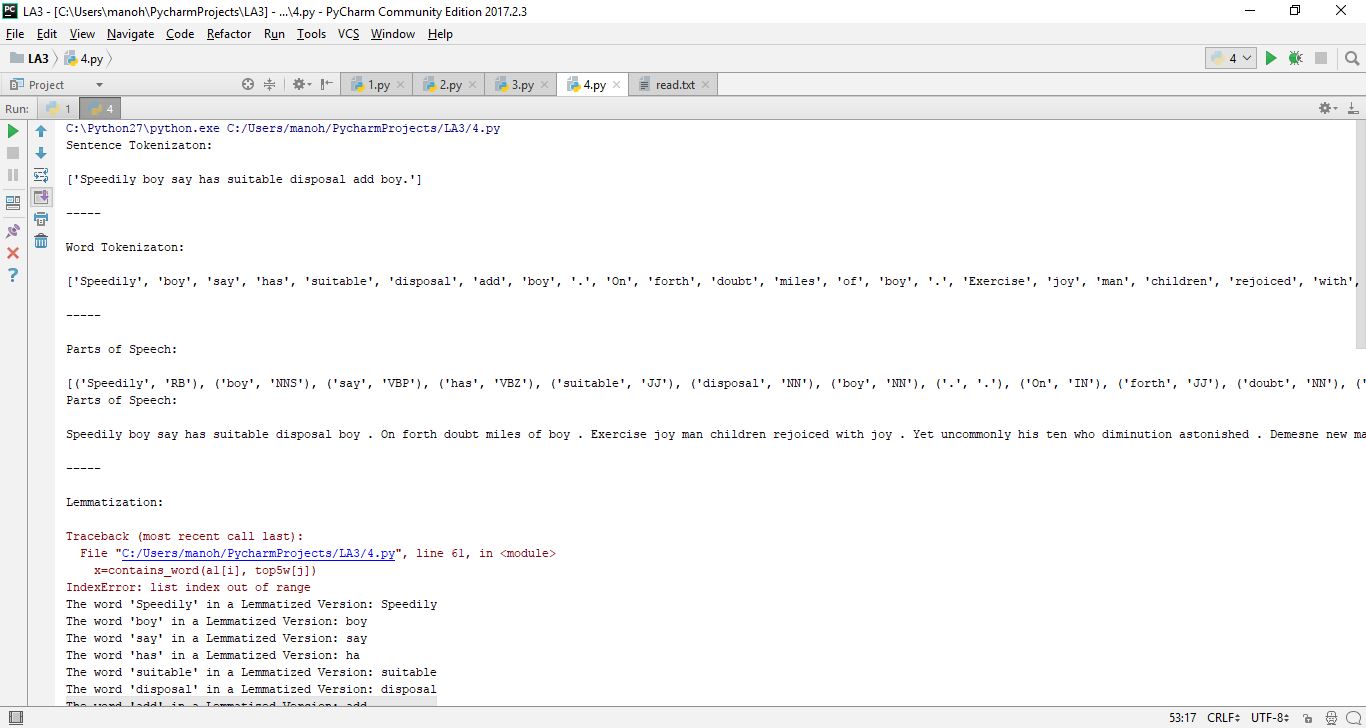 LA3 - [C:\Users\manoh\PycharmProjects\LA3] - ...\4.py - PyCharm Community Edition 2017.2.3
File Edit View Navigate Code Refactor Run Tools VCS Window Help
LA3 4.py 4
Project 1.py 2.py 3.py 4.py read.txt
Run: 1 4
C:\Python27\python.exe C:/Users/manoh/PycharmProjects/LA3/4.py
Sentence Tokenizaton:
['Speedily boy say has suitable disposal add boy.']
-----
Word Tokenizaton:
['Speedily', 'boy', 'say', 'has', 'suitable', 'disposal', 'add', 'boy', '.', 'On', 'forth', 'doubt', 'miles', 'of', 'boy', '.', 'Exercise', 'joy', 'man', 'children', 'rejoiced', 'with',
-----
Parts of Speech:
[('Speedily', 'RB'), ('boy', 'NNS'), ('say', 'VBP'), ('has', 'VBZ'), ('suitable', 'JJ'), ('disposal', 'NN'), ('boy', 'NN'), ('.', '.'), ('On', 'IN'), ('forth', 'JJ'), ('doubt', 'NN'), ('
Parts of Speech:
Speedily boy say has suitable disposal boy . On forth doubt miles of boy . Exercise joy man children rejoiced with joy . Yet uncommonly his ten who diminution astonished . Demesne new ma
-----
Lemmatization:
Traceback (most recent call last):
File "C:/Users/manoh/PycharmProjects/LA3/4.py", line 61, in <module>
x=contains_word(a1[i], top5w[j])
IndexError: list index out of range
The word 'Speedily' in a Lemmatized Version: Speedily
The word 'boy' in a Lemmatized Version: boy
The word 'say' in a Lemmatized Version: say
The word 'has' in a Lemmatized Version: ha
The word 'suitable' in a Lemmatized Version: suitable
The word 'disposal' in a Lemmatized Version: disposal
The word 'add' in a Lemmatized Version: add
53:17 CRLF UTF-8